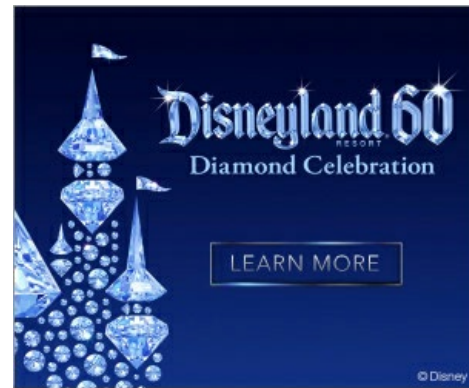 Disneyland 60
RESORT
Diamond Celebration
LEARN MORE
© Disney